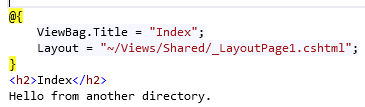 @{
    ViewBag.Title = "Index";
    Layout = "~/Views/Shared/_LayoutPage1.cshtml";
}
<h2>Index</h2>
Hello from another directory.